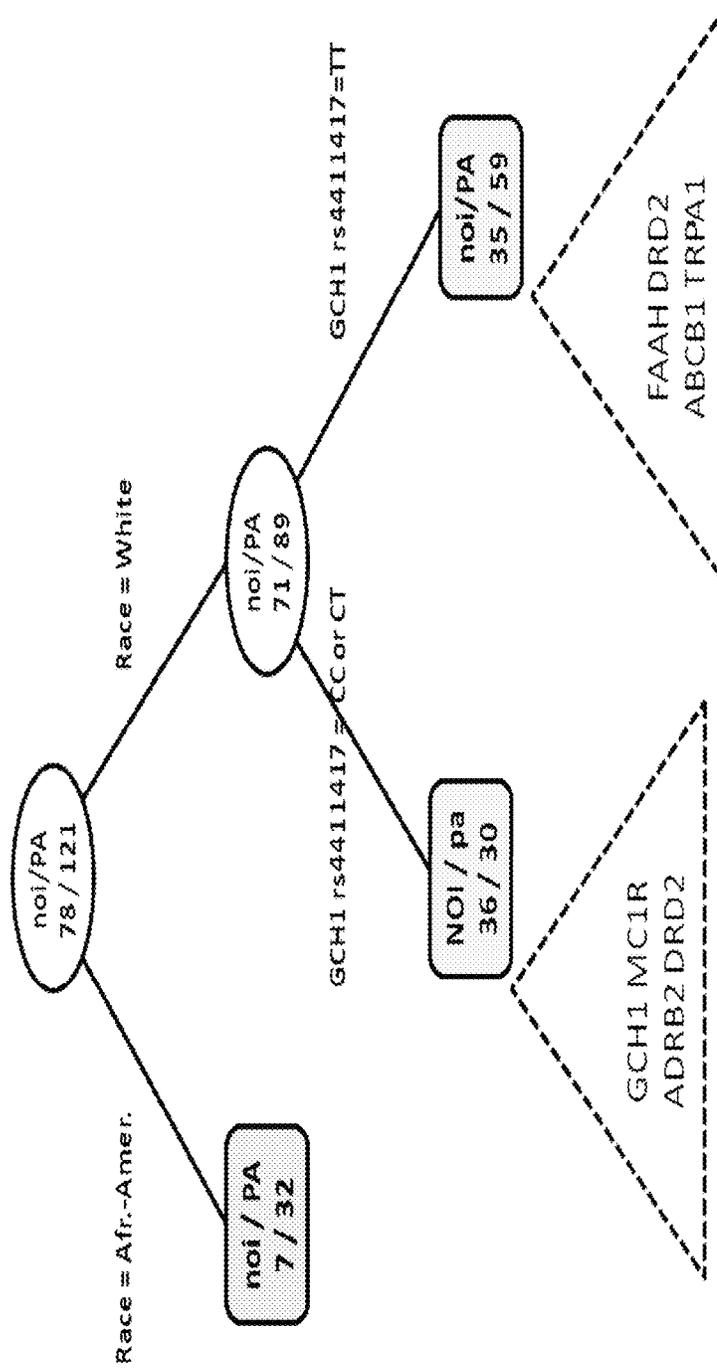 noi/PA
78 / 121
Race = Afr.-Amer.
Race = White
noi / PA
7 / 32
noi/PA
71 / 89
GCH1 rs4411417 = CC or CT
GCH1 rs4411417=TT
NOI / pa
36 / 30
noi/PA
35 / 59
GCH1 MC1R
ADRB2 DRD2
FAAH DRD2
ABCB1 TRPA1